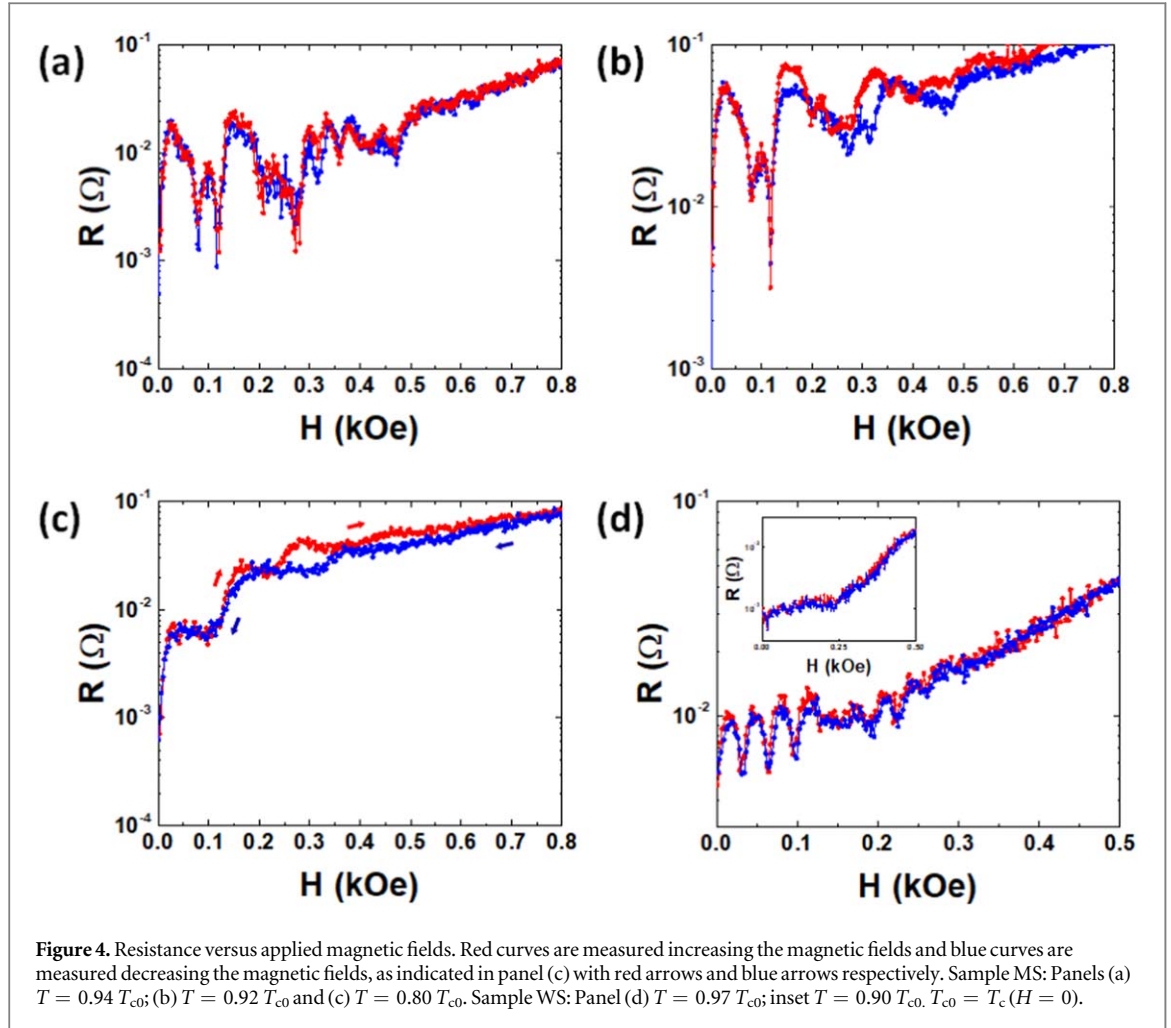 (a)
10⁻¹
10⁻²
10⁻³
10⁻⁴
R (Ω)
0.0 0.1 0.2 0.3 0.4 0.5 0.6 0.7 0.8
H (kOe)
(b)
10⁻¹
10⁻²
10⁻³
R (Ω)
0.0 0.1 0.2 0.3 0.4 0.5 0.6 0.7 0.8
H (kOe)
(c)
10⁻¹
10⁻²
10⁻³
10⁻⁴
R (Ω)
0.0 0.1 0.2 0.3 0.4 0.5 0.6 0.7 0.8
H (kOe)
(d)
10⁻¹
10⁻²
R (Ω)
R (Ω)
0.00 0.25 0.50
H (kOe)
0.0 0.1 0.2 0.3 0.4 0.5
H (kOe)
Figure 4. Resistance versus applied magnetic fields. Red curves are measured increasing the magnetic fields and blue curves are
measured decreasing the magnetic fields, as indicated in panel (c) with red arrows and blue arrows respectively. Sample MS: Panels (a)
T = 0.94 Tc0; (b) T = 0.92 Tc0 and (c) T = 0.80 Tc0. Sample WS: Panel (d) T = 0.97 Tc0; inset T = 0.90 Tc0. Tc0 = Tc (H = 0).